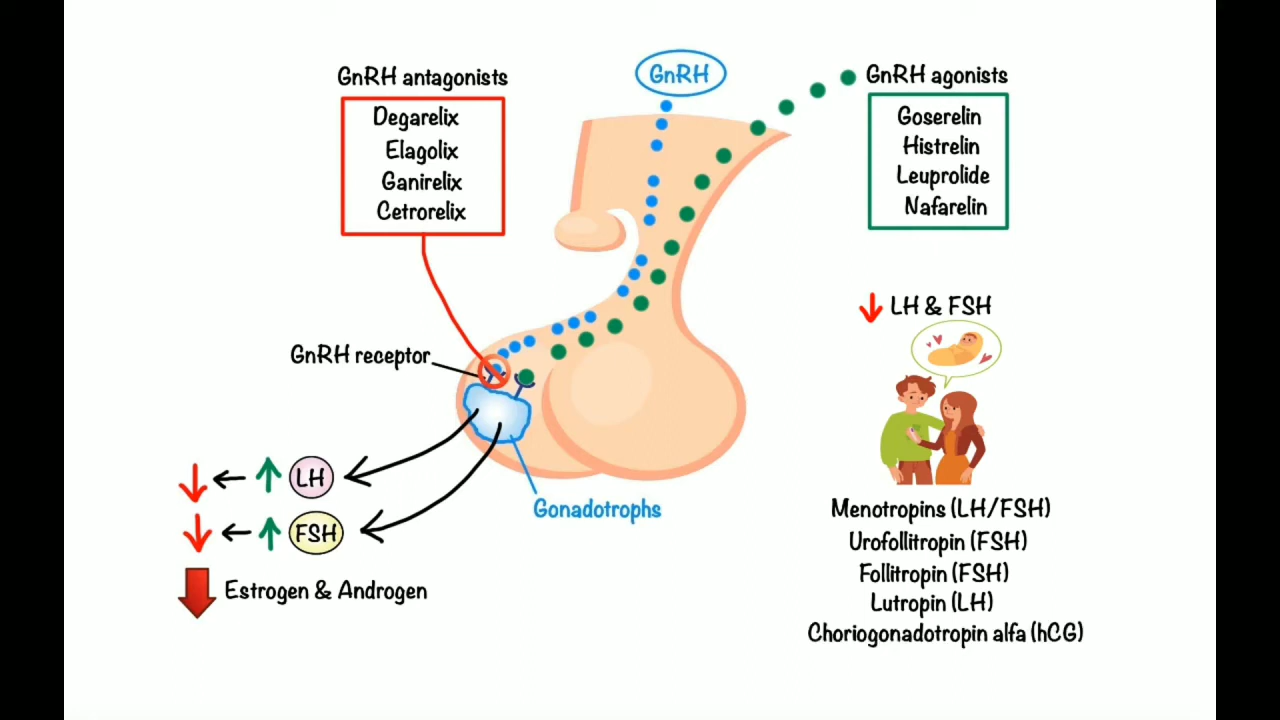 GnRH antagonists
Degarelix
Elagolix
Ganirelix
Cetrorelix
GnRH
GnRH agonists
Goserelin
Histrelin
Leuprolide
Nafarelin
GnRH receptor
LH
FSH
Estrogen & Androgen
Gonadotrophs
LH & FSH
Menotropins (LH/FSH)
Urofollitropin (FSH)
Follitropin (FSH)
Lutropin (LH)
Choriogonadotropin alfa (hCG)